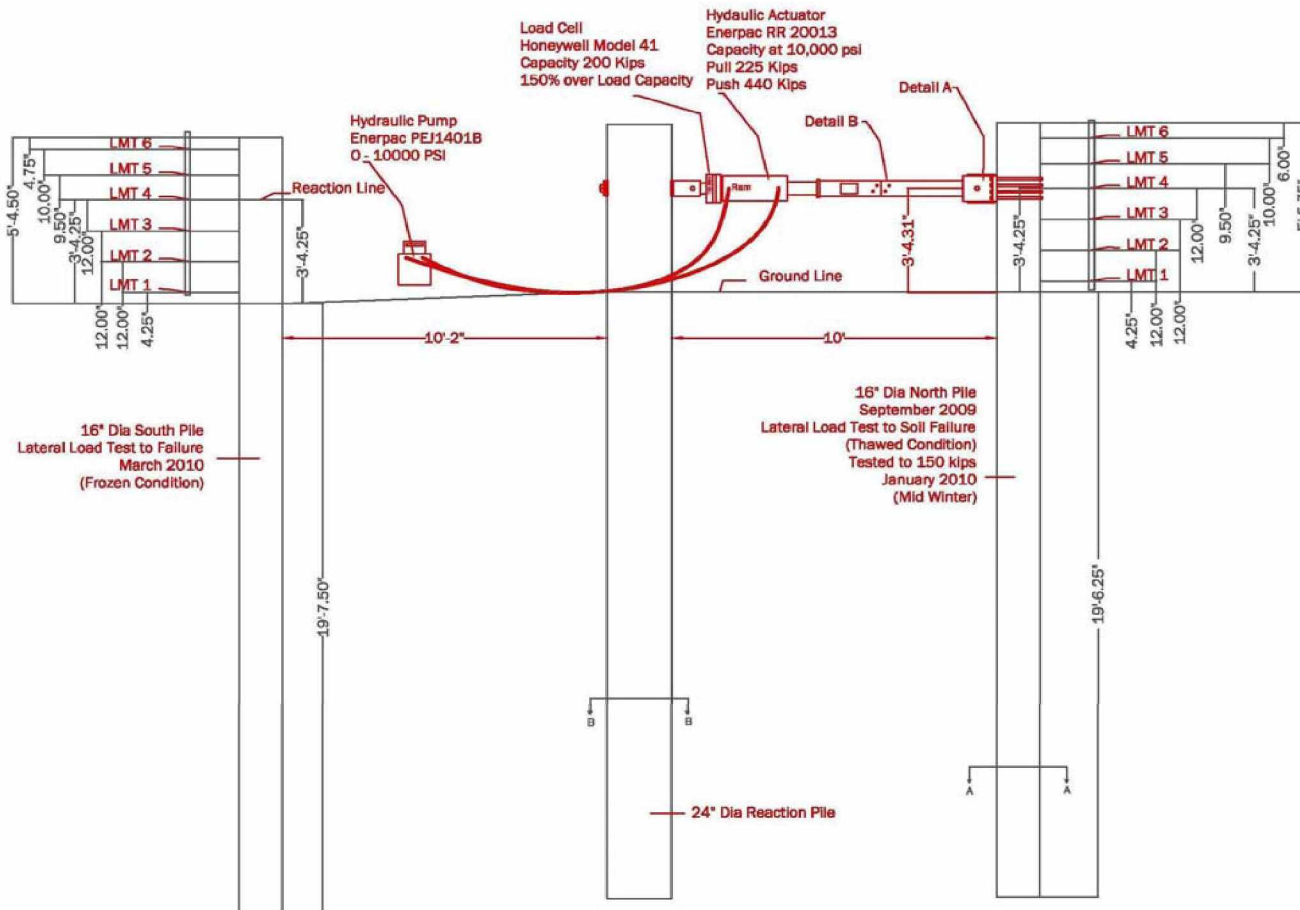 Load Cell
Honeywell Model 41
Capacity 200 Kips
150% over Load Capacity
Hydaulic Actuator
Enerpac RR 20013
Capacity at 10,000 psi
Pull 225 Kips
Push 440 Kips
Detail A
Detail B
Hydraulic Pump
Enerpac PEJ1401B
0 - 10000 PSI
LMT 6
LMT 5
LMT 4
LMT 3
LMT 2
LMT 1
Reaction Line
5'-4.50"
4.75"
10.00"
9.50"
3'-4.25"
12.00"
12.00"
12.00"
4.25"
3'-4.25"
Ram
Ground Line
3'-4.31"
3'-4.25"
LMT 6
LMT 5
LMT 4
LMT 3
LMT 2
LMT 1
4.25"
12.00"
12.00"
12.00"
9.50"
3'-4.25"
10.00"
6.00"
10'-2"
10'
16" Dia South Pile
Lateral Load Test to Failure
March 2010
(Frozen Condition)
16" Dia North Pile
September 2009
Lateral Load Test to Soil Failure
(Thawed Condition)
Tested to 150 kips
January 2010
(Mid Winter)
19'-7.50"
19'-6.25"
B
B
A
A
24" Dia Reaction Pile